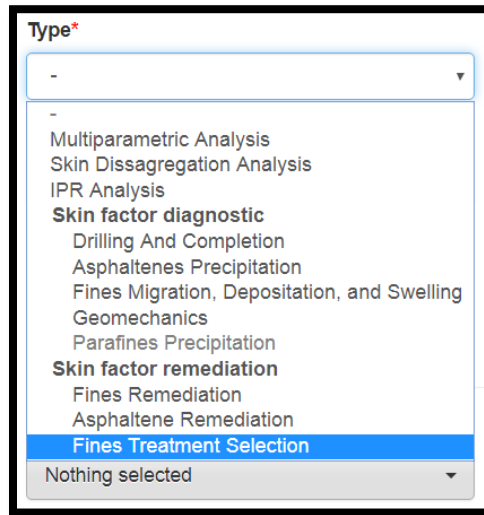 Type*
-
-
Multiparametric Analysis
Skin Dissagregation Analysis
IPR Analysis
Skin factor diagnostic
Drilling And Completion
Asphaltenes Precipitation
Fines Migration, Depositation, and Swelling
Geomechanics
Parafines Precipitation
Skin factor remediation
Fines Remediation
Asphaltene Remediation
Fines Treatment Selection
Nothing selected